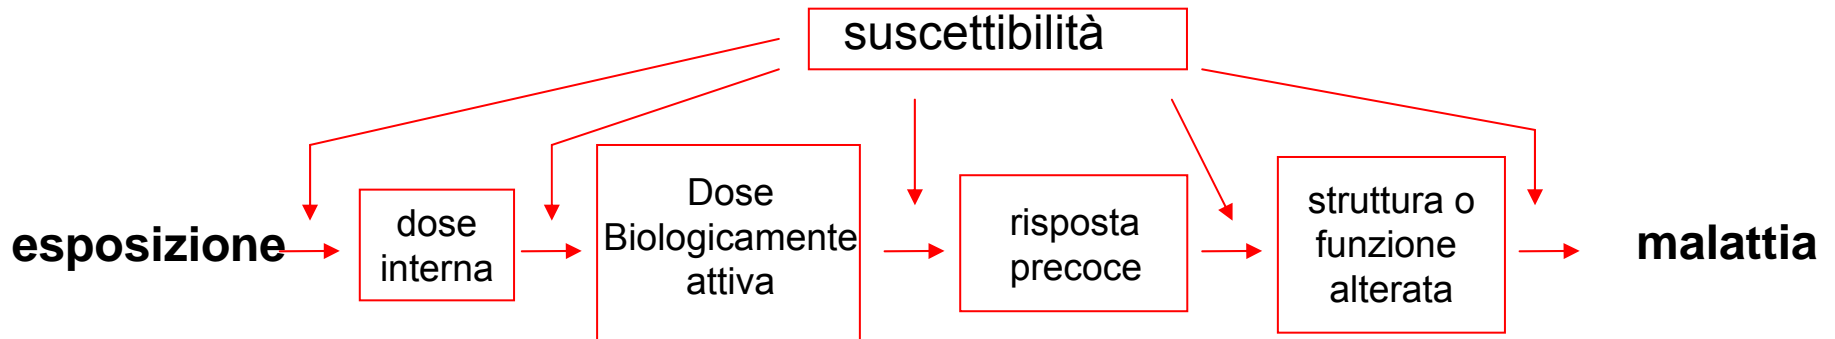 suscettibilità
esposizione
dose
interna
Dose
Biologicamente
attiva
risposta
precoce
struttura o
funzione
alterata
malattia